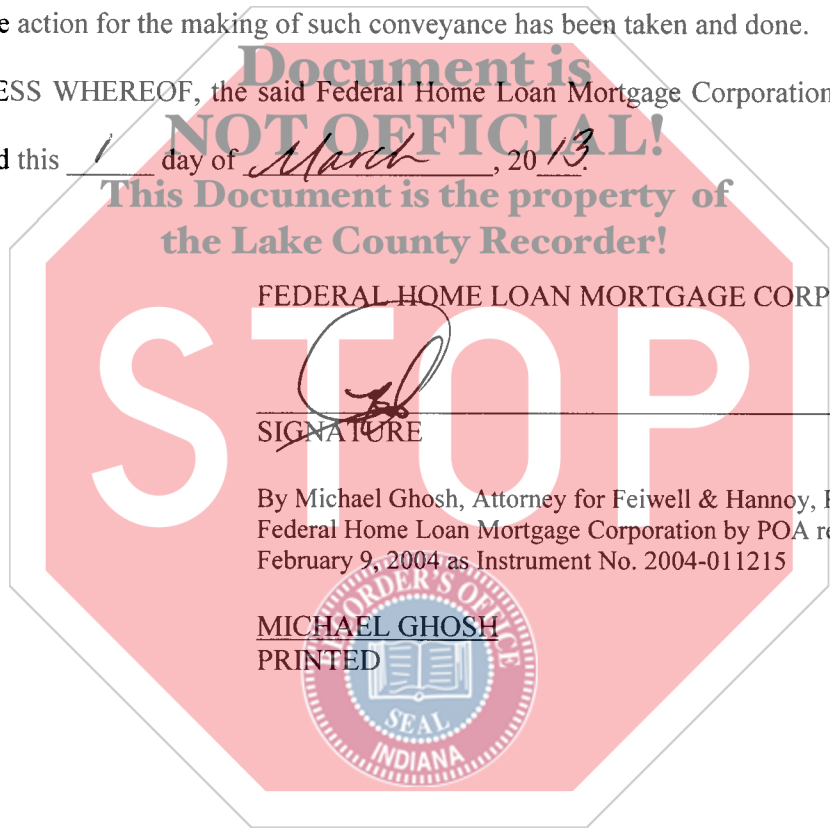 e action for the making of such conveyance has been taken and done.
Document is
ESS WHEREOF, the said Federal Home Loan Mortgage Corporation
NOT OFFICIAL!
d this 1 day of March, 2013.
This Document is the property of
the Lake County Recorder!
FEDERAL HOME LOAN MORTGAGE CORP
STOP
SIGNATURE
By Michael Ghosh, Attorney for Feiwell & Hannoy,
Federal Home Loan Mortgage Corporation by POA re
February 9, 2004 as Instrument No. 2004-011215
RECORDER'S OFFICE
MICHAEL GHOSH
PRINTED
SEAL
INDIANA